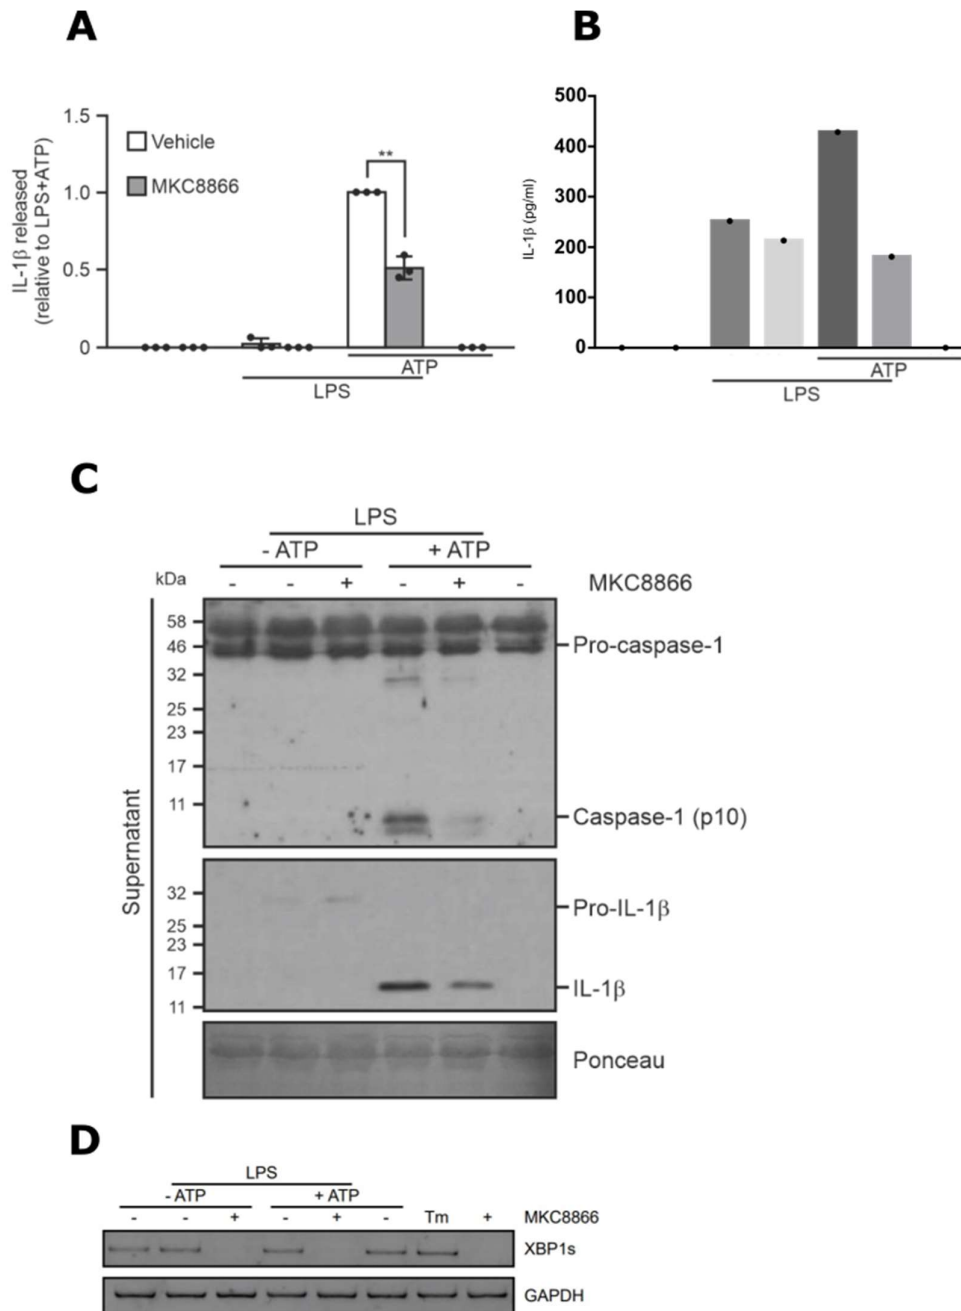 A
1.5
1.0
0.5
0
IL-1β released
(relative to LPS+ATP)
Vehicle
MKC8866
**
ATP
LPS
B
500
400
300
200
100
0
IL-1β (pg/ml)
ATP
LPS
C
LPS
- ATP + ATP
kDa - - + - + - MKC8866
58
46
32
25
23
17
11
Pro-caspase-1
Caspase-1 (p10)
Supernatant
32
25
23
17
11
Pro-IL-1β
IL-1β
Ponceau
D
LPS
- ATP + ATP
- - + - + - Tm + MKC8866
XBP1s
GAPDH